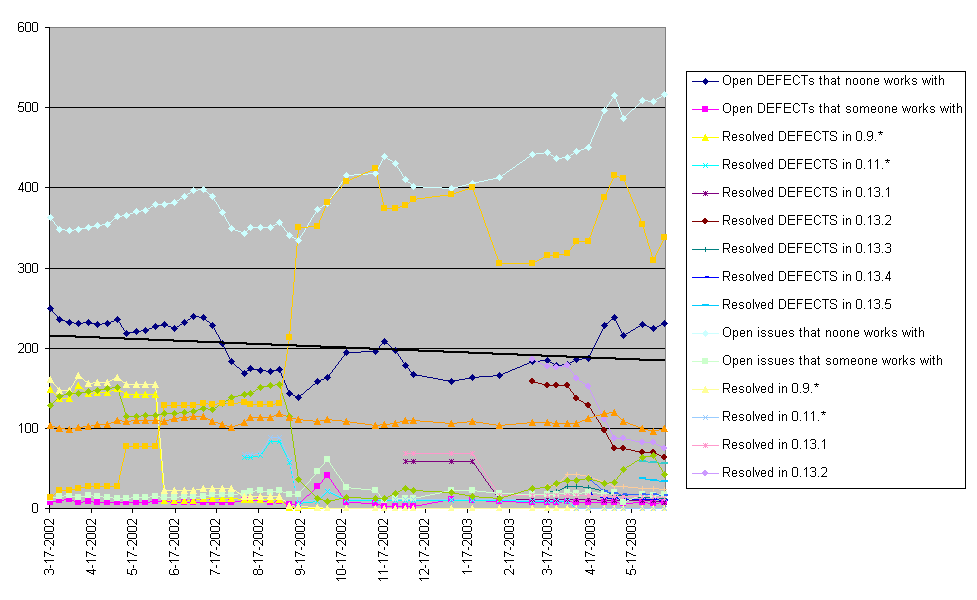 600
500
400
300
200
100
0
3-17-2002
4-17-2002
5-17-2002
6-17-2002
7-17-2002
8-17-2002
9-17-2002
10-17-2002
11-17-2002
12-17-2002
1-17-2003
2-17-2003
3-17-2003
4-17-2003
5-17-2003
Open DEFECTs that noone works with
Open DEFECTs that someone works with
Resolved DEFECTS in 0.9.*
Resolved DEFECTS in 0.11.*
Resolved DEFECTS in 0.13.1
Resolved DEFECTS in 0.13.2
Resolved DEFECTS in 0.13.3
Resolved DEFECTS in 0.13.4
Resolved DEFECTS in 0.13.5
Open issues that noone works with
Open issues that someone works with
Resolved in 0.9.*
Resolved in 0.11.*
Resolved in 0.13.1
Resolved in 0.13.2